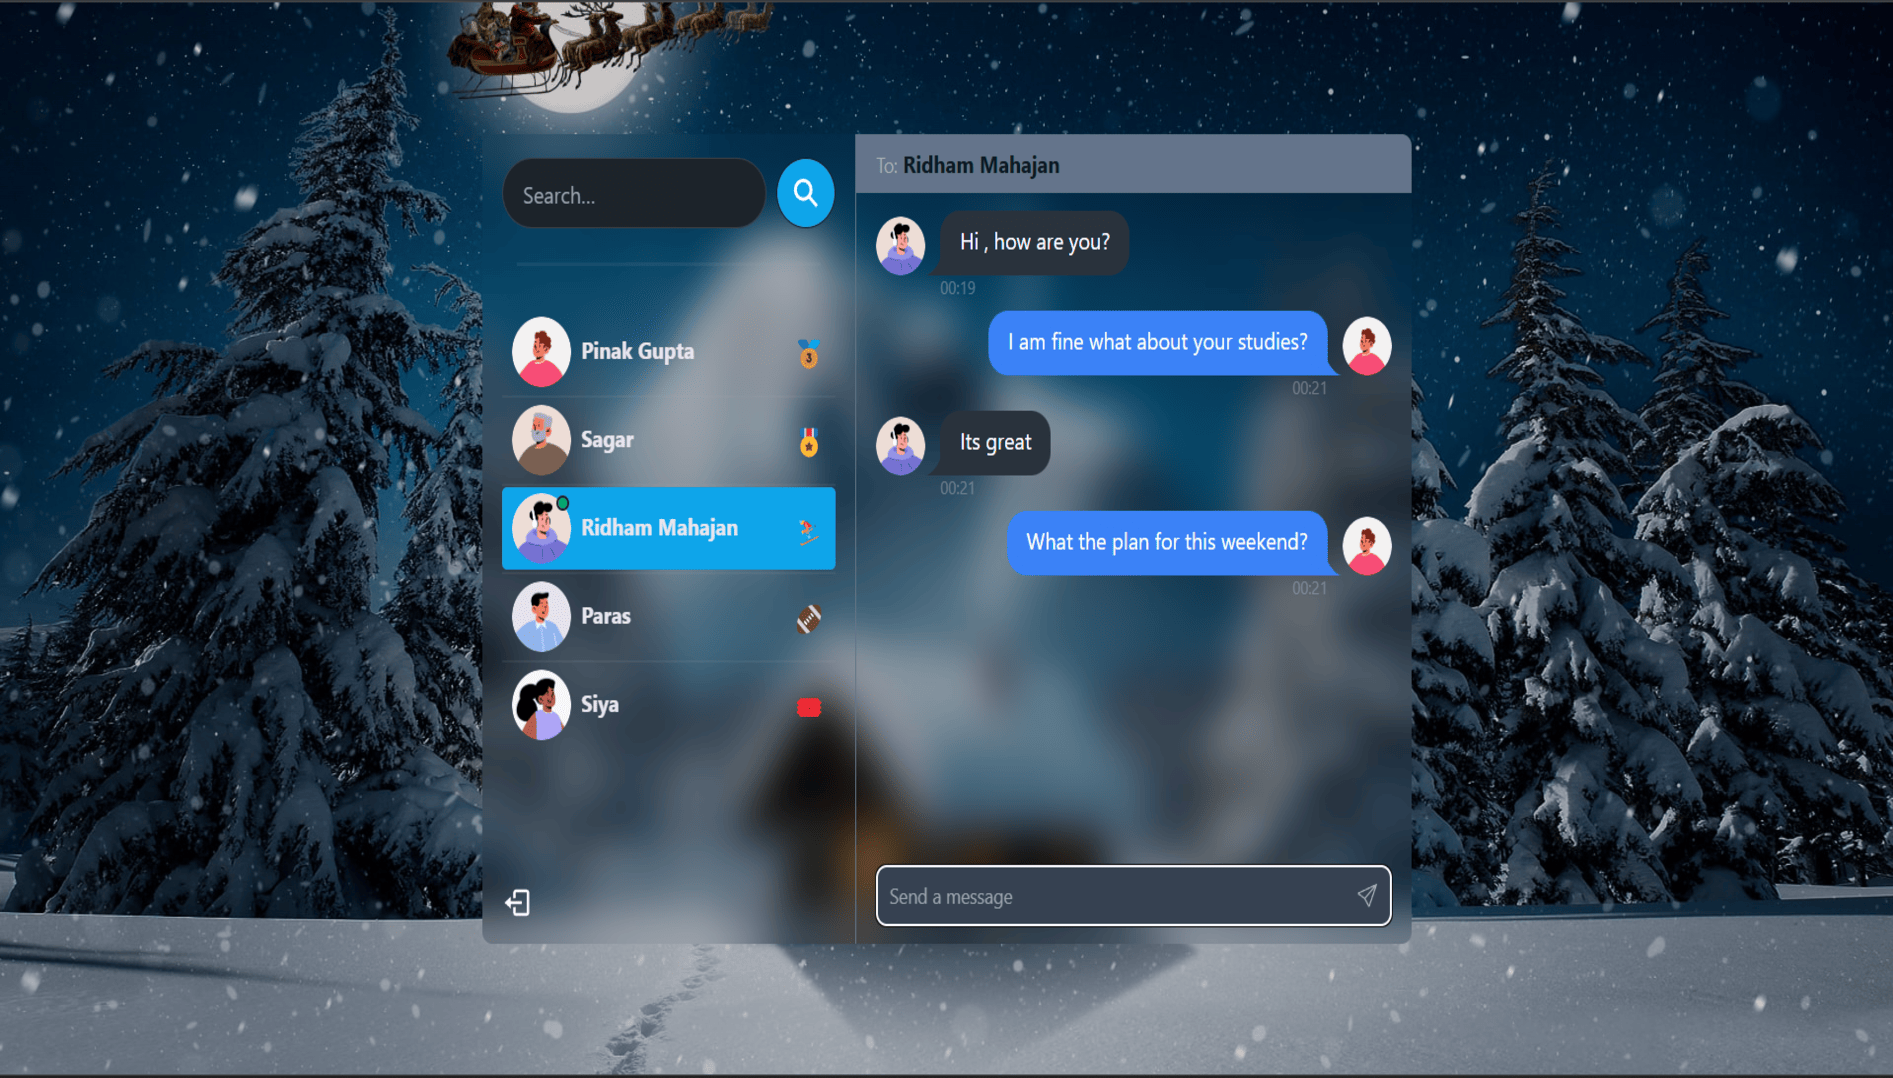 Search...
Pinak Gupta
3
Sagar
Ridham Mahajan
Paras
Siya
To: Ridham Mahajan
Hi , how are you?
00:19
I am fine what about your studies?
00:21
Its great
00:21
What the plan for this weekend?
00:21
Send a message